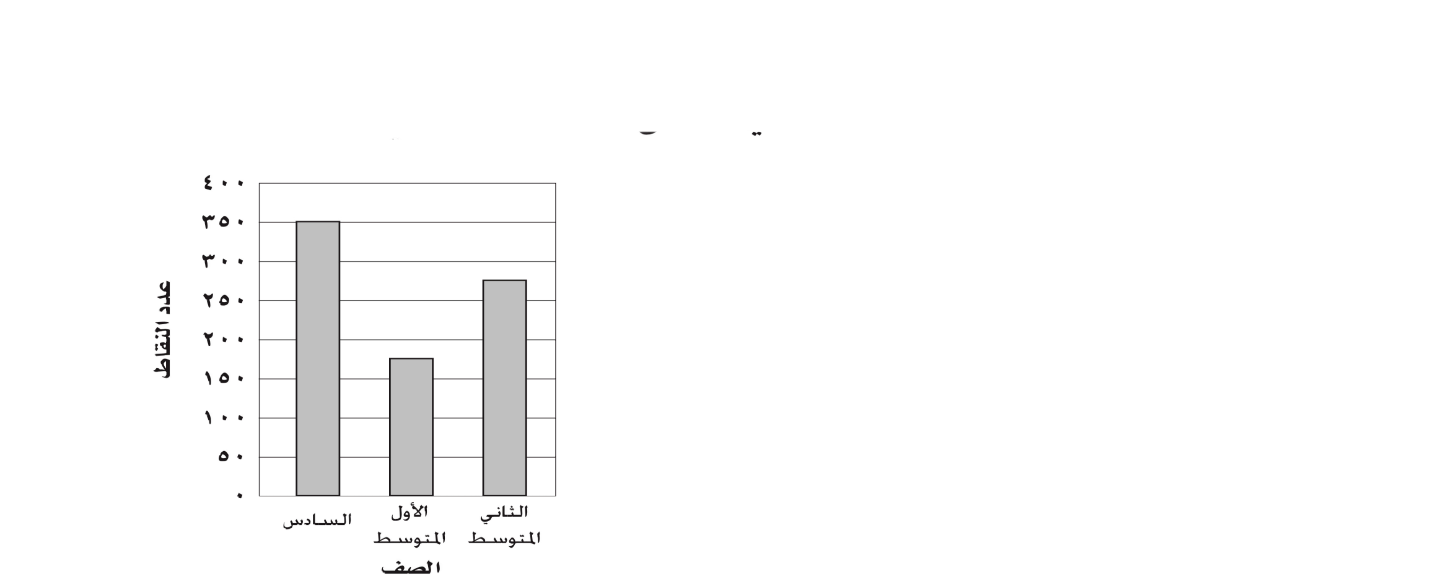 ٤٠٠
٣٥٠
٣٠٠
٢٥٠
٢٠٠
١٥٠
١٠٠
٥٠
٠
عدد النقاط
السادس
الأول
المتوسط
الثاني
المتوسط
الصف